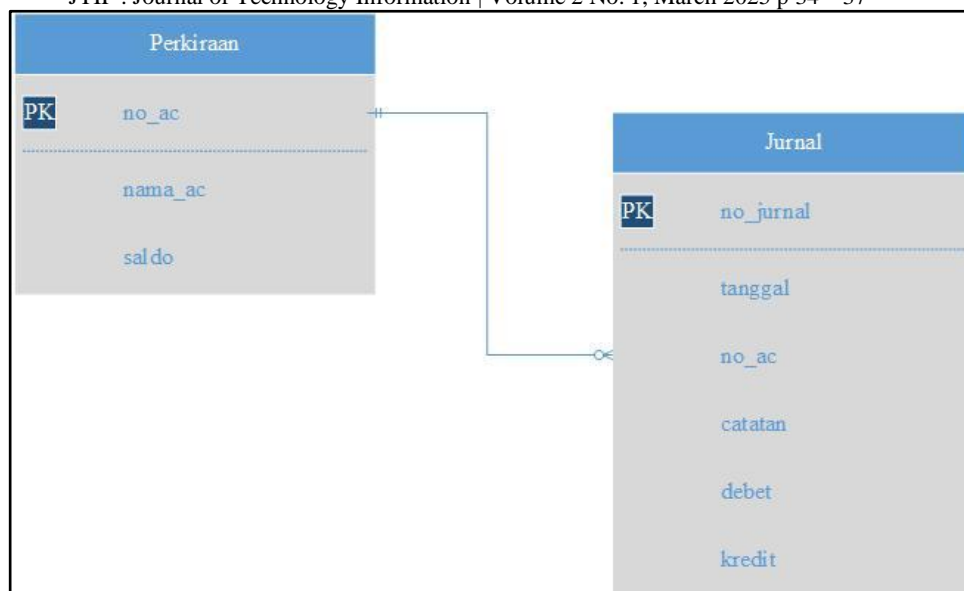 JTIP : Journal of Technology Information | Volume 2 No. 1, March 2023 p 34 – 37
Perkiraan
PK no_ac
nama_ac
saldo
Jurnal
PK no_jurnal
tanggal
no_ac
catatan
debet
kredit